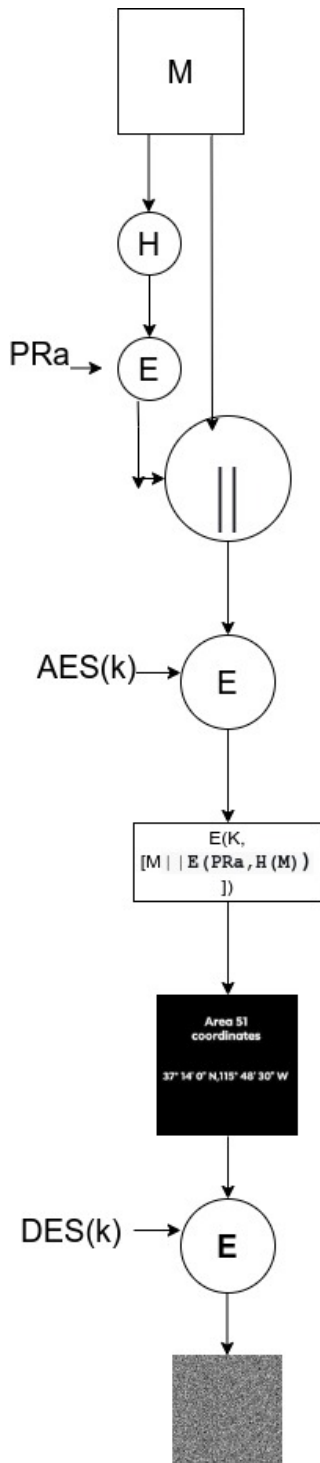 M
H
PRa
E
||
AES(k)
E
E(K,
[M||E(PRa,H(M))
])
Area 51
coordinates
37° 14' 0" N,115° 48' 30" W
DES(k)
E